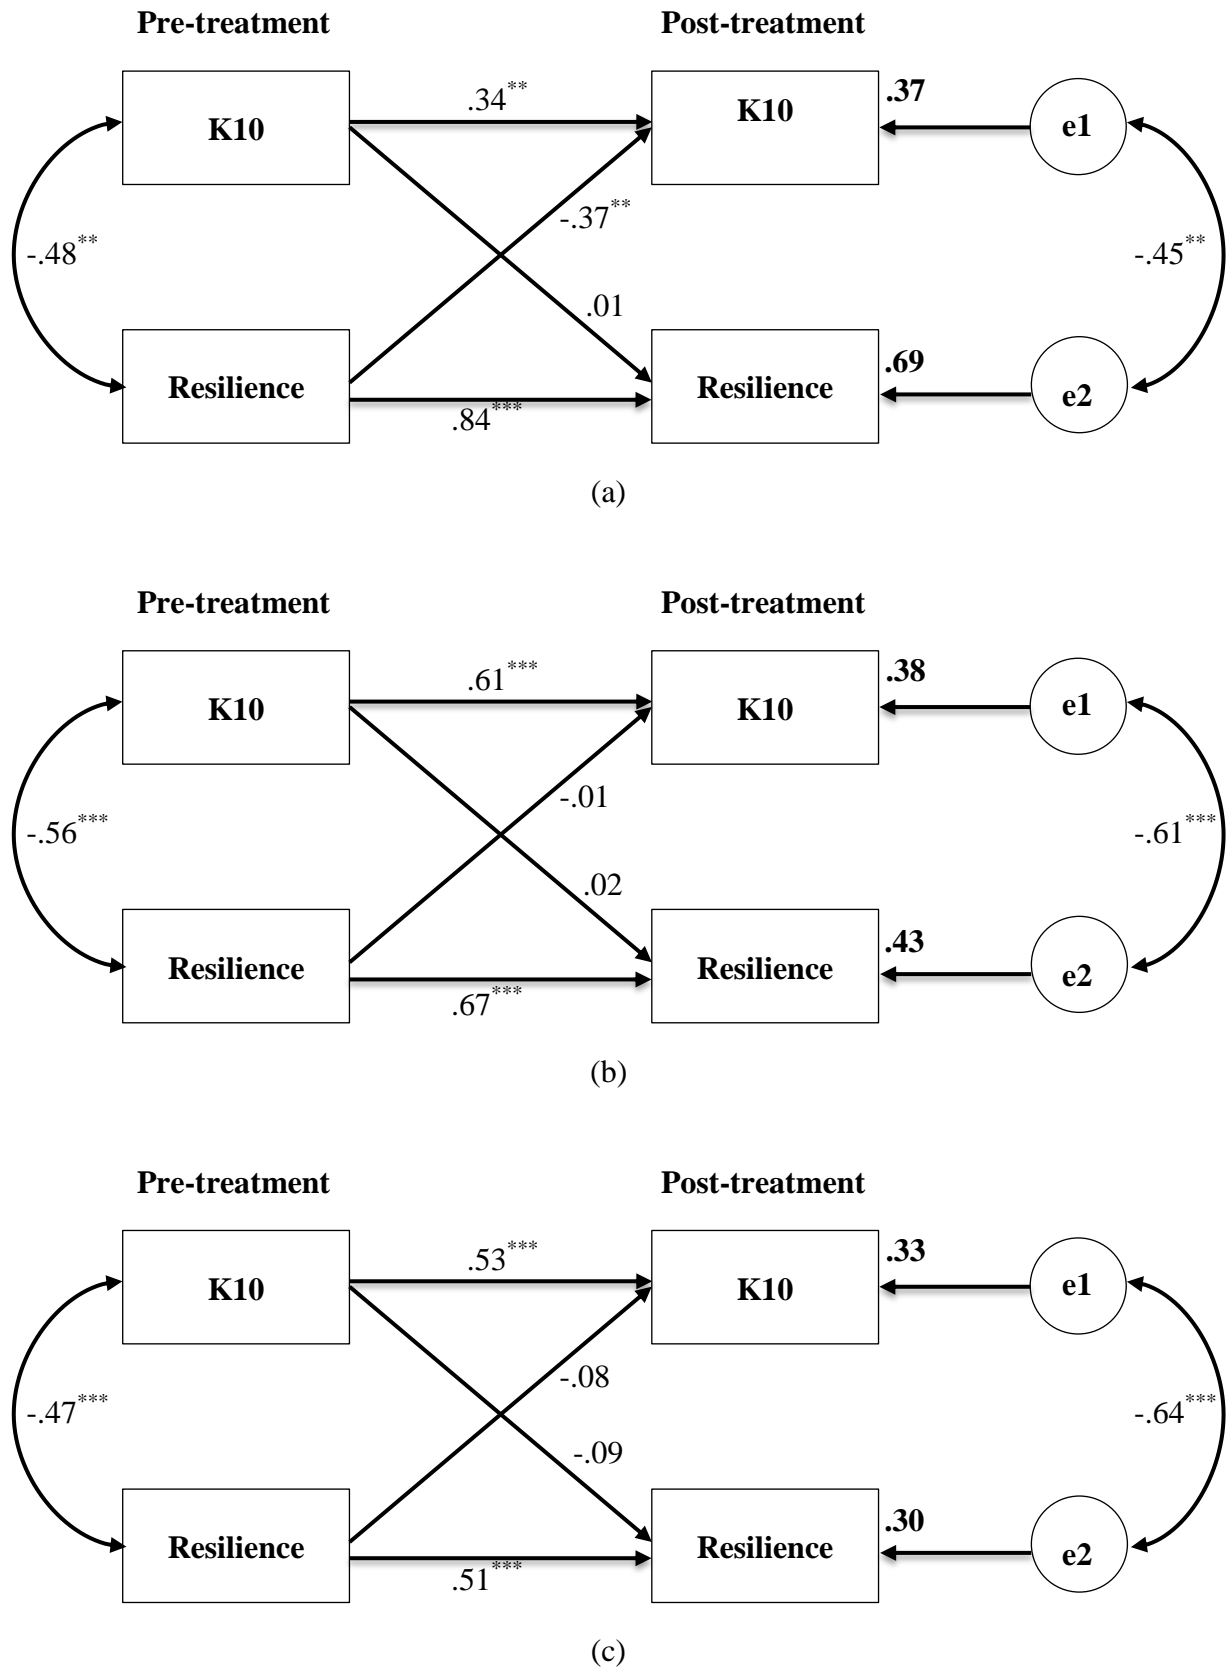 Pre-treatment Post-treatment
.37
K10 .34** K10 e1
-.37**
-.48** -.45**
.01
.69
Resilience .84*** Resilience e2
(a)
Pre-treatment Post-treatment
.38
K10 .61*** K10 e1
-.01
-.56*** -.61***
.02
.43
Resilience .67*** Resilience e2
(b)
Pre-treatment Post-treatment
.33
K10 .53*** K10 e1
-.08
-.47*** -.64***
-.09
.30
Resilience .51*** Resilience e2
(c)